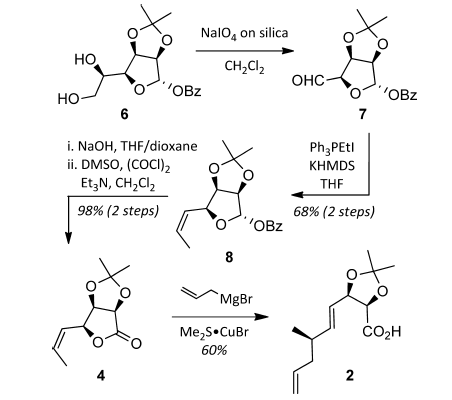 NaIO4 on silica
CH2Cl2
HO
HO
O
O
O
OBz
6
OHC
O
O
O
OBz
7
i. NaOH, THF/dioxane
ii. DMSO, (COCl)2
Et3N, CH2Cl2
98% (2 steps)
O
O
O
OBz
8
Ph3PEtI
KHMDS
THF
68% (2 steps)
O
O
O
O
4
MgBr
Me2S•CuBr
60%
O
O
CO2H
2